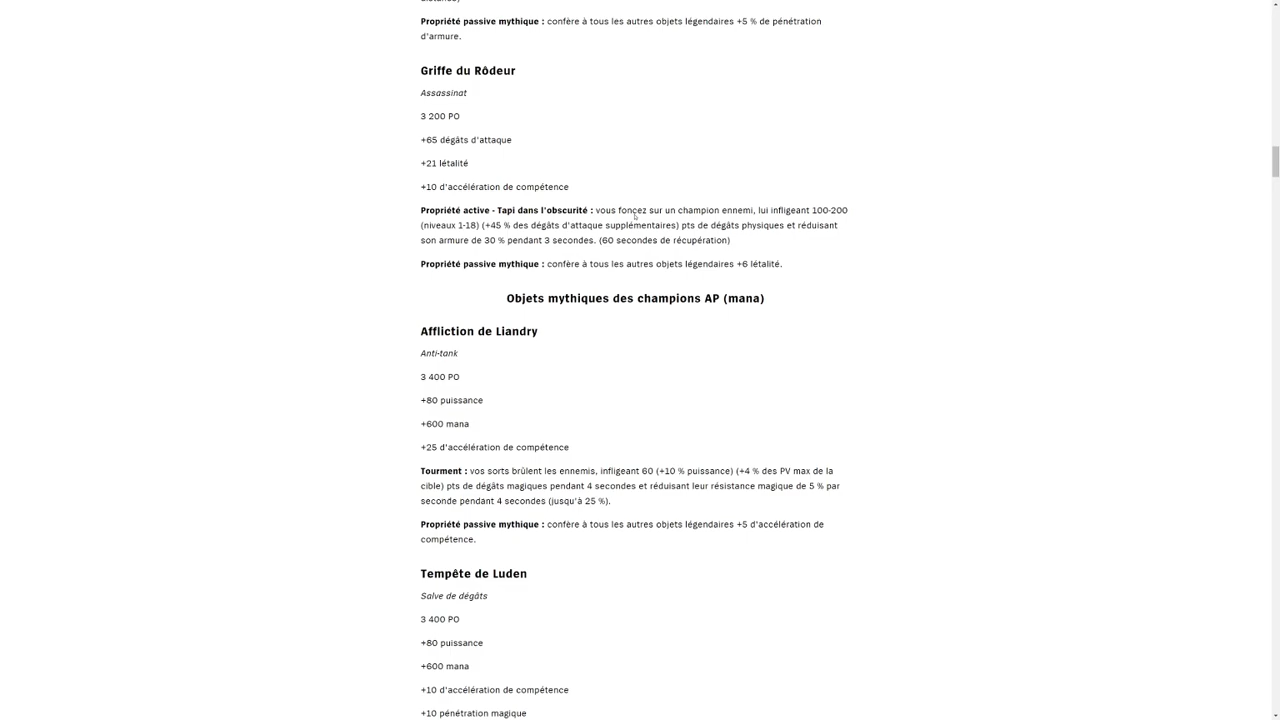 Propriété passive mythique : confère à tous les autres objets légendaires +5 % de pénétration
d'armure.
Griffe du Rôdeur
Assassinat
3 200 PO
+65 dégâts d'attaque
+21 létalité
+10 d'accélération de compétence
Propriété active - Tapi dans l'obscurité : vous foncez sur un champion ennemi, lui infligeant 100-200
(niveaux 1-18) (+45 % des dégâts d'attaque supplémentaires) pts de dégâts physiques et réduisant
son armure de 30 % pendant 3 secondes. (60 secondes de récupération)
Propriété passive mythique : confère à tous les autres objets légendaires +6 létalité.
Objets mythiques des champions AP (mana)
Affliction de Liandry
Anti-tank
3 400 PO
+80 puissance
+600 mana
+25 d'accélération de compétence
Tourment : vos sorts brûlent les ennemis, infligeant 60 (+10 % puissance) (+4 % des PV max de la
cible) pts de dégâts magiques pendant 4 secondes et réduisant leur résistance magique de 5 % par
seconde pendant 4 secondes (jusqu'à 25 %).
Propriété passive mythique : confère à tous les autres objets légendaires +5 d'accélération de
compétence.
Tempête de Luden
Salve de dégâts
3 400 PO
+80 puissance
+600 mana
+10 d'accélération de compétence
+10 pénétration magique